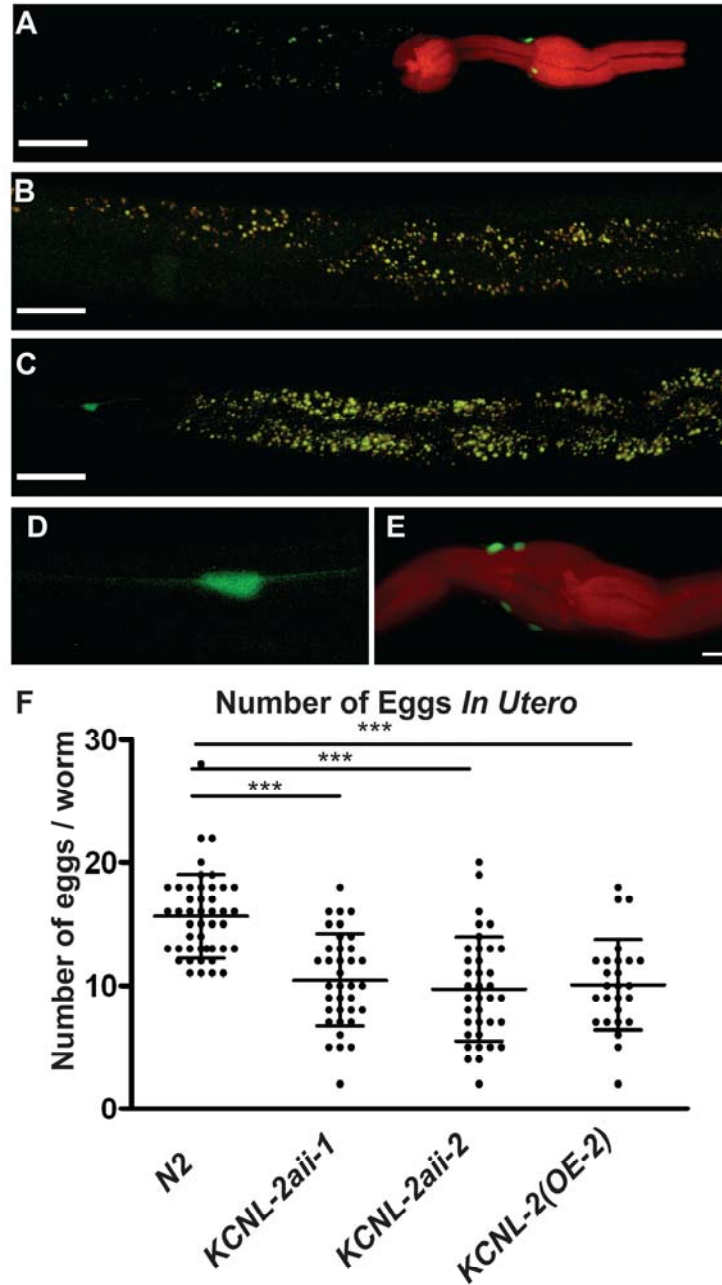 A
B
C
D
E
F
Number of Eggs In Utero
***
***
***
Number of eggs / worm
30
20
10
0
N2
KCNL-2aii-1
KCNL-2aii-2
KCNL-2(OE-2)